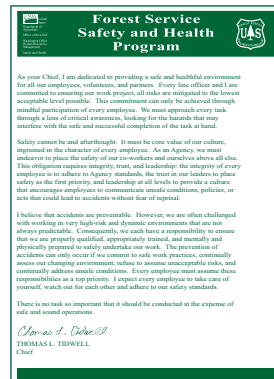 Forest Service
Safety and Health
Program
As your Chief, I am dedicated to providing a safe and healthful environment
for all our employees, volunteers, and partners. Every line officer and I am
committed to ensuring our work project, all risks are mitigated to the lowest
acceptable level possible. This commitment can only be achieved through
mindful participation of every employee. We must approach every task
through a lens of critical awareness, looking for the hazards that may
interfere with the safe and successful completion of the task at hand.
Safety cannot be and afterthought. It must be core value of our culture,
ingrained in the character of every employee. As an Agency, we must
endeavor to place the safety of our co-workers and ourselves above all else.
This obligation requires integrity, trust, and leadership: the integrity of every
employee is to adhere to Agency standards, the trust in our leaders to place
safety as the first priority, and leadership at all levels to provide a culture
that encourages employees to communicate unsafe conditions, policies, or
acts that could lead to accidents without fear of reprisal.
I believe that accidents are preventable. However, we are often challenged
with working in very high-risk and dynamic environments that are not
always predictable. Consequently, we each have a responsibility to ensure
that we are properly qualified, appropriately trained, and mentally and
physically prepared to safely undertake our work. The prevention of
accidents can only occur if we commit to safe work practices, continually
assess our changing environment, refuse to assume unacceptable risks, and
continually address unsafe conditions. Every employee must assume these
responsibilities as a top priority. I expect every employee to take care of
yourself, watch out for each other and adhere to our safety standards.
There is no task so important that it should be conducted at the expense of
safe and sound operations.
Thomas L. Tidwell
THOMAS L. TIDWELL
Chief